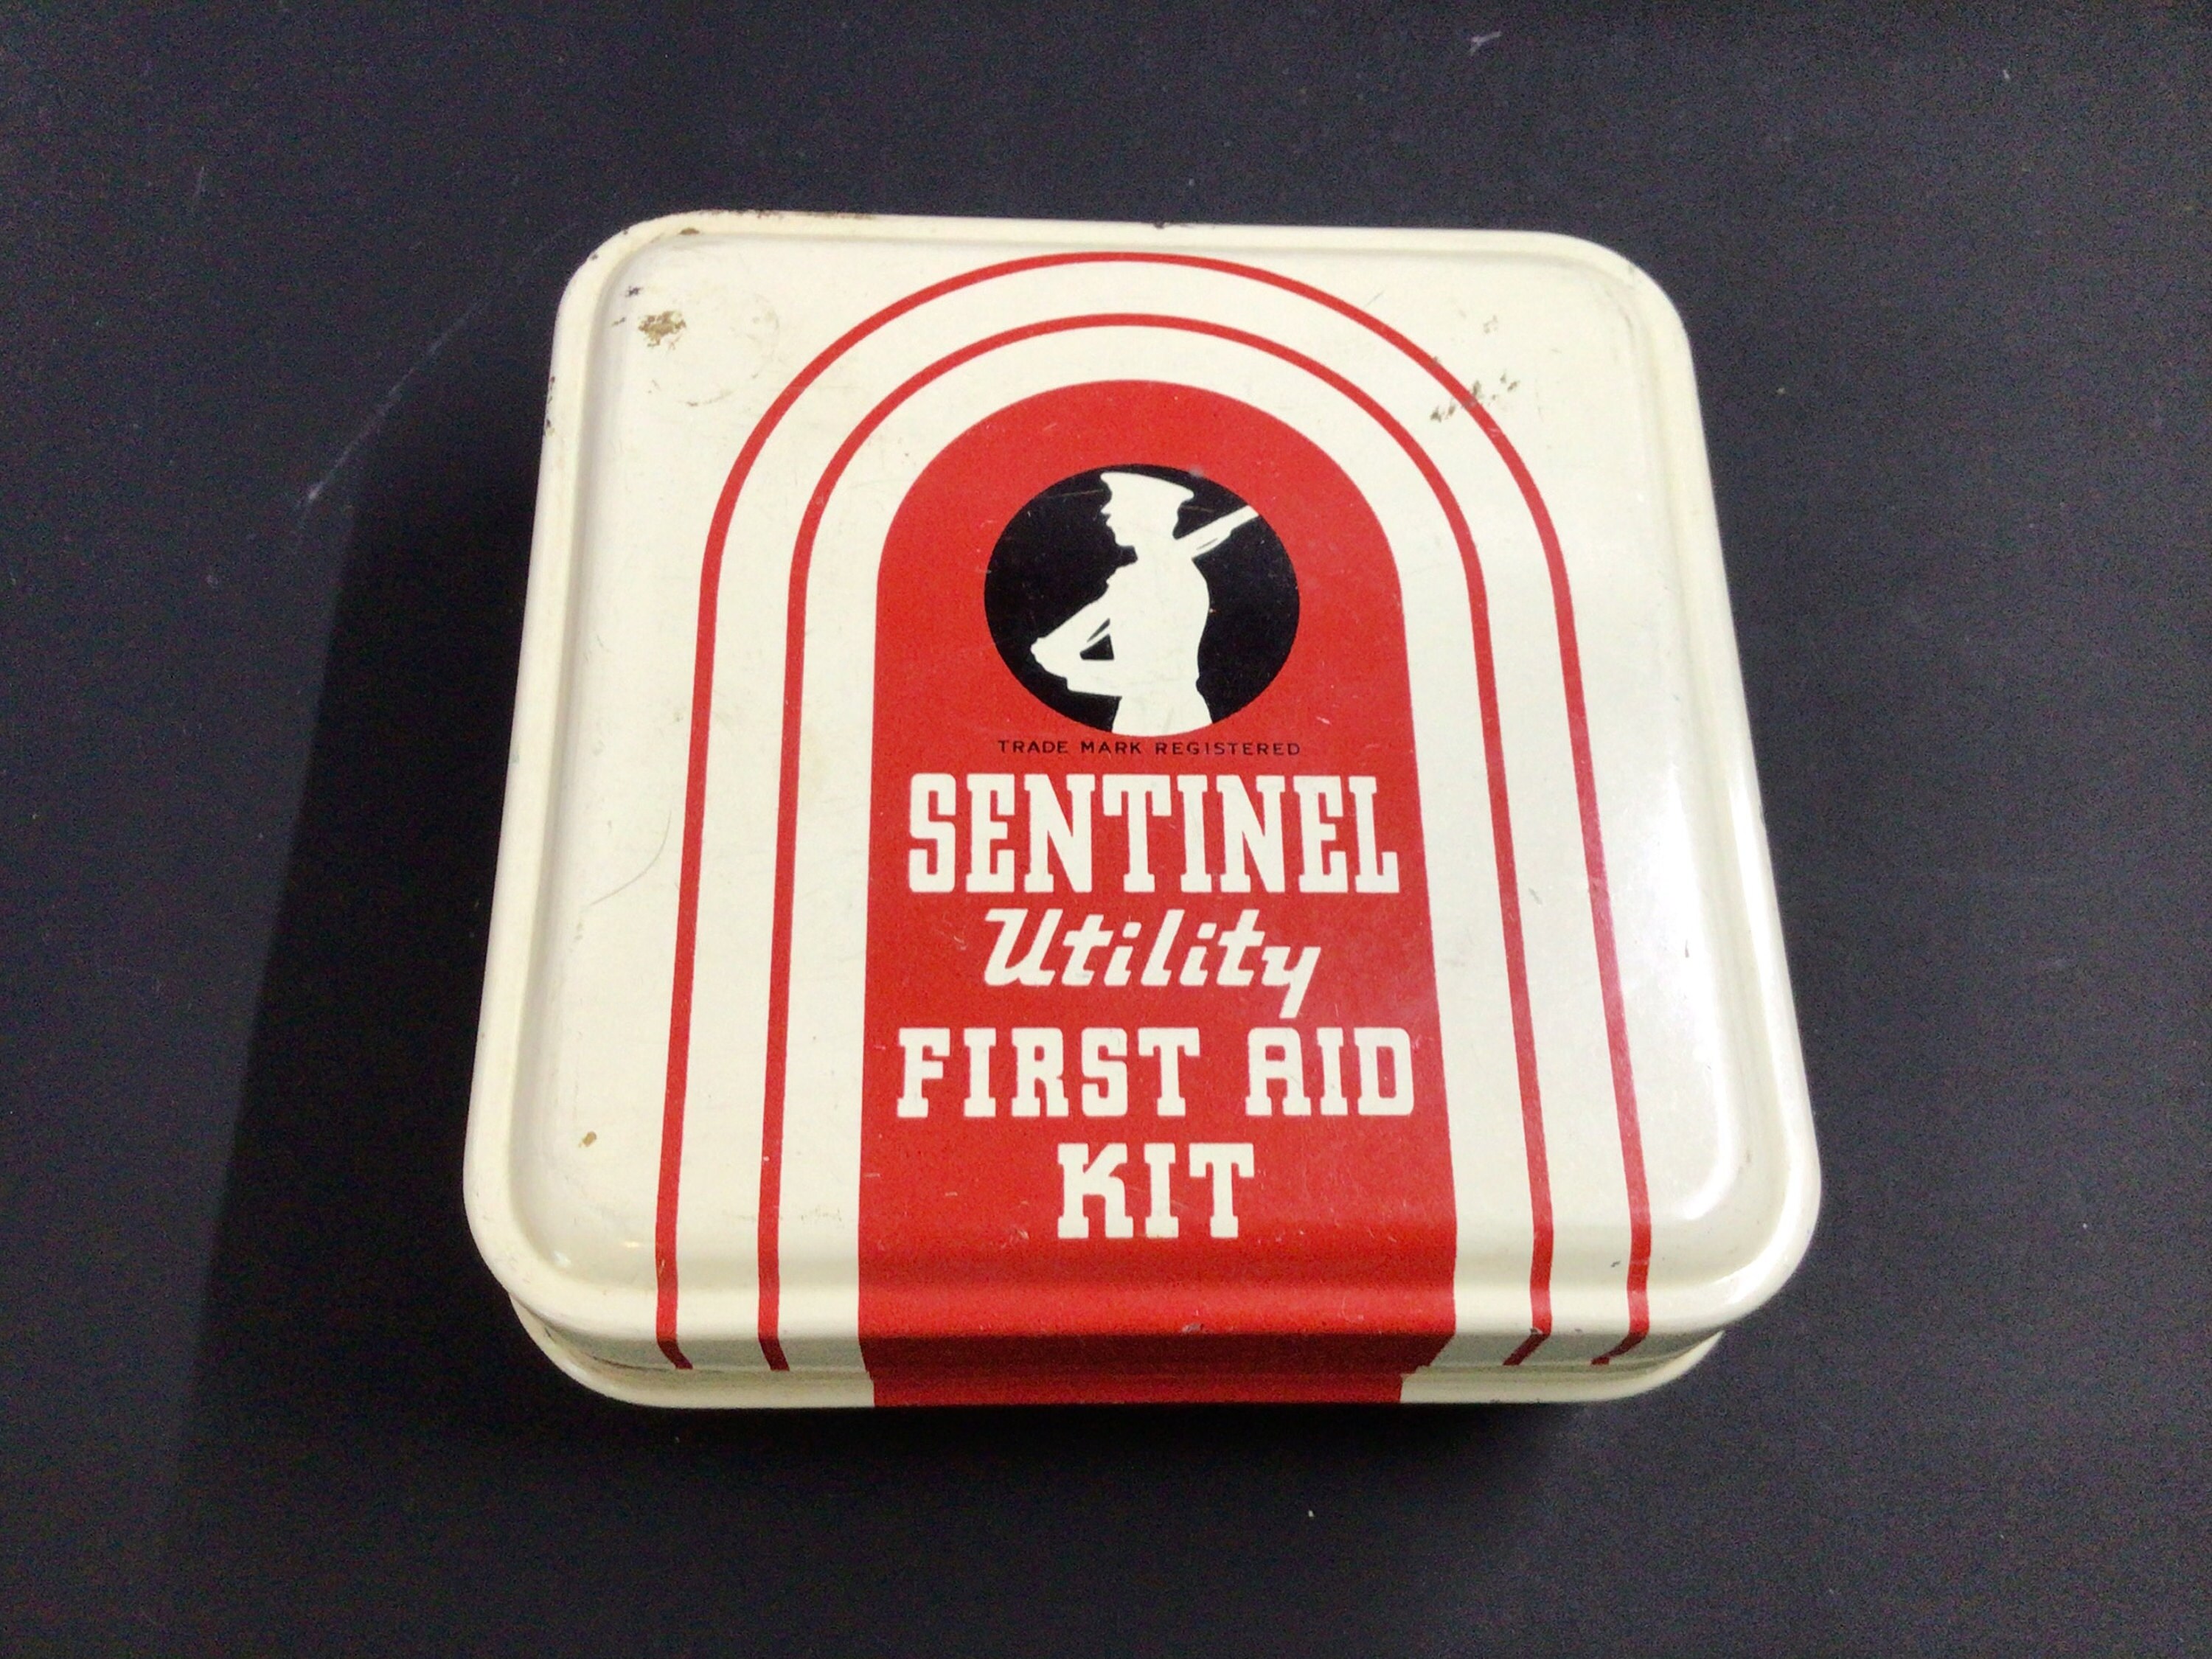 TRADE MARK REGISTERED
SENTINEL
Utility
FIRST AID
KIT